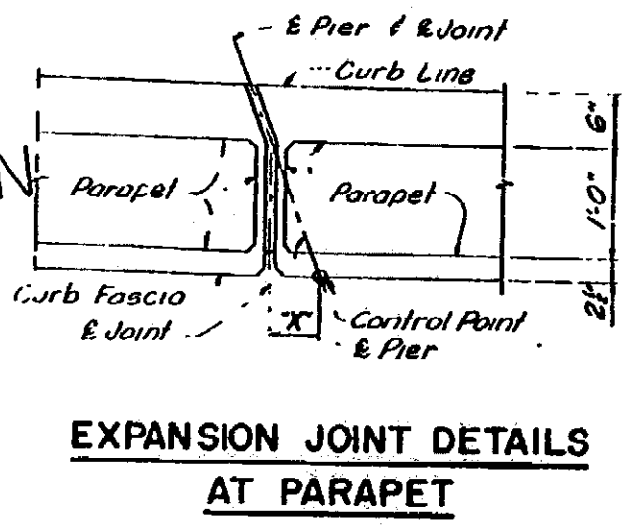 ℄ Pier & ℄ Joint
Curb Line
6"
Parapet
Parapet
1'-0"
Curb Fascia
℄ Joint
"X"
Control Point
℄ Pier
2½"
EXPANSION JOINT DETAILS
AT PARAPET